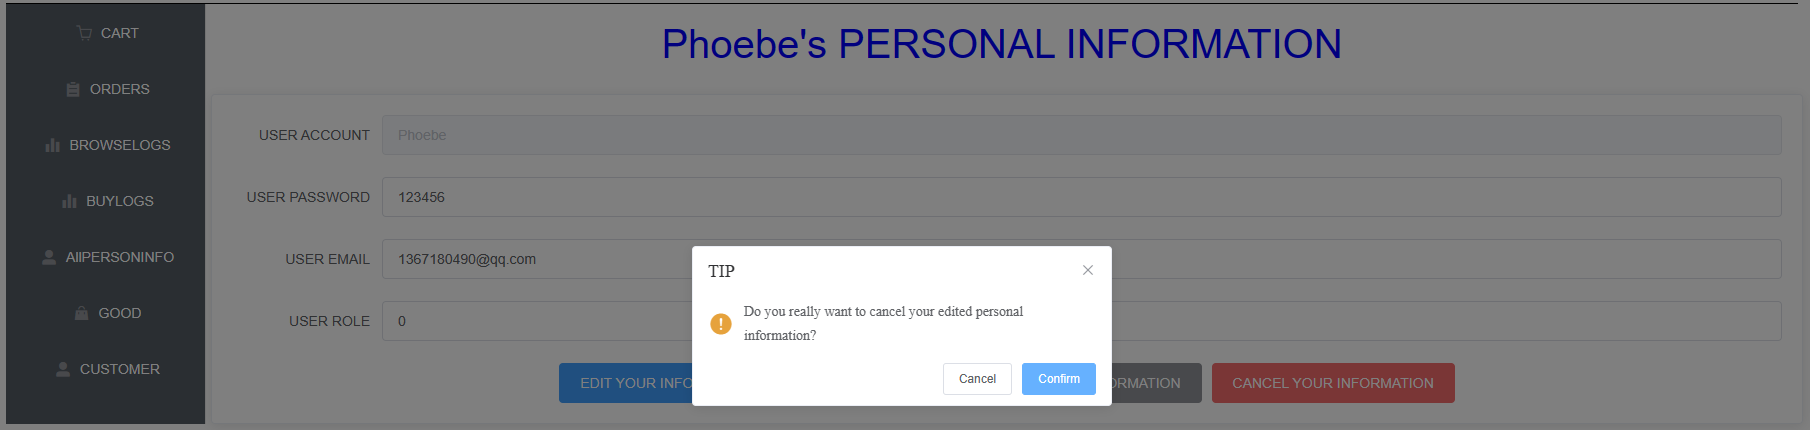 CART
ORDERS
BROWSELOGS
BUYLOGS
AllPERSONINFO
GOOD
CUSTOMER
Phoebe's PERSONAL INFORMATION
USER ACCOUNT Phoebe
USER PASSWORD 123456
USER EMAIL 1367180490@qq.com
USER ROLE 0
TIP
Do you really want to cancel your edited personal
information?
Cancel Confirm
EDIT YOUR INFO
CANCEL YOUR INFORMATION